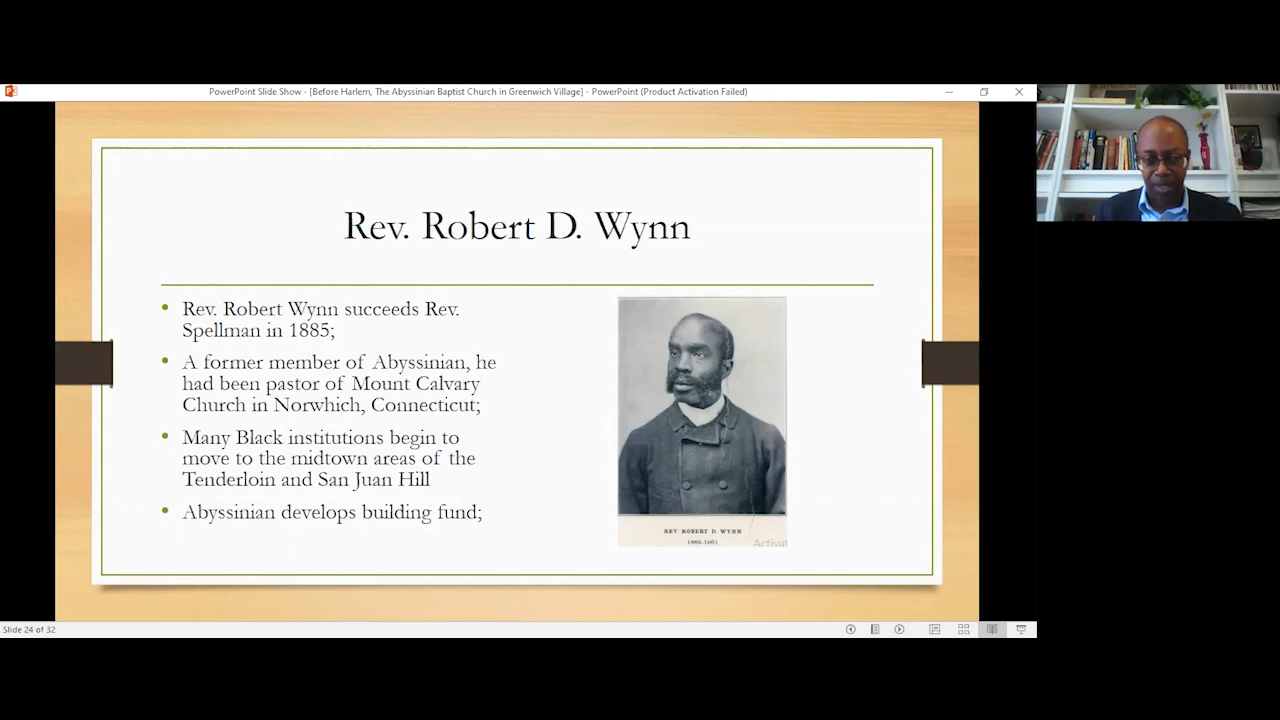 PowerPoint Slide Show - [Before Harlem, The Abyssinian Baptist Church in Greenwich Village] - PowerPoint (Product Activation Failed)
Rev. Robert D. Wynn
• Rev. Robert Wynn succeeds Rev.
Spellman in 1885;
• A former member of Abyssinian, he
had been pastor of Mount Calvary
Church in Norwhich, Connecticut;
• Many Black institutions begin to
move to the midtown areas of the
Tenderloin and San Juan Hill
• Abyssinian develops building fund;
REV ROBERT D. WYNN
1885-1901
Activat
Slide 24 of 32